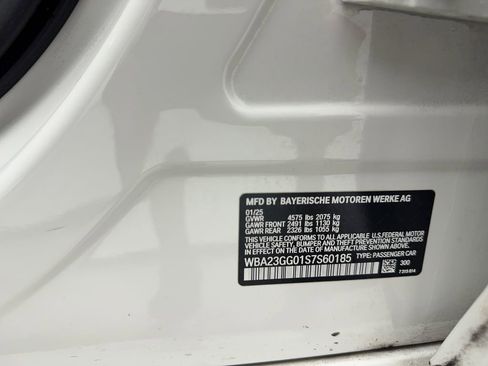 MFD BY BAYERISCHE MOTOREN WERKE AG
01/25
GVWR 4575 lbs 2075 kg
GAWR FRONT 2491 lbs 1130 kg
GAWR REAR 2326 lbs 1055 kg
THIS VEHICLE CONFORMS TO ALL APPLICABLE U.S. FEDERAL MOTOR
VEHICLE SAFETY, BUMPER AND THEFT PREVENTION STANDARDS
IN EFFECT ON THE DATE OF MANUFACTURE SHOWN ABOVE.
WBA23GG01S7S60185 TYPE: PASSENGER CAR
300